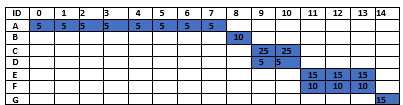 ID 0 1 2 3 4 5 6 7 8 9 10 11 12 13 14
A 5 5 5 5 5 5 5 5
B 10
C 25 25
D 5 5
E 15 15 15
F 10 10 10
G 15